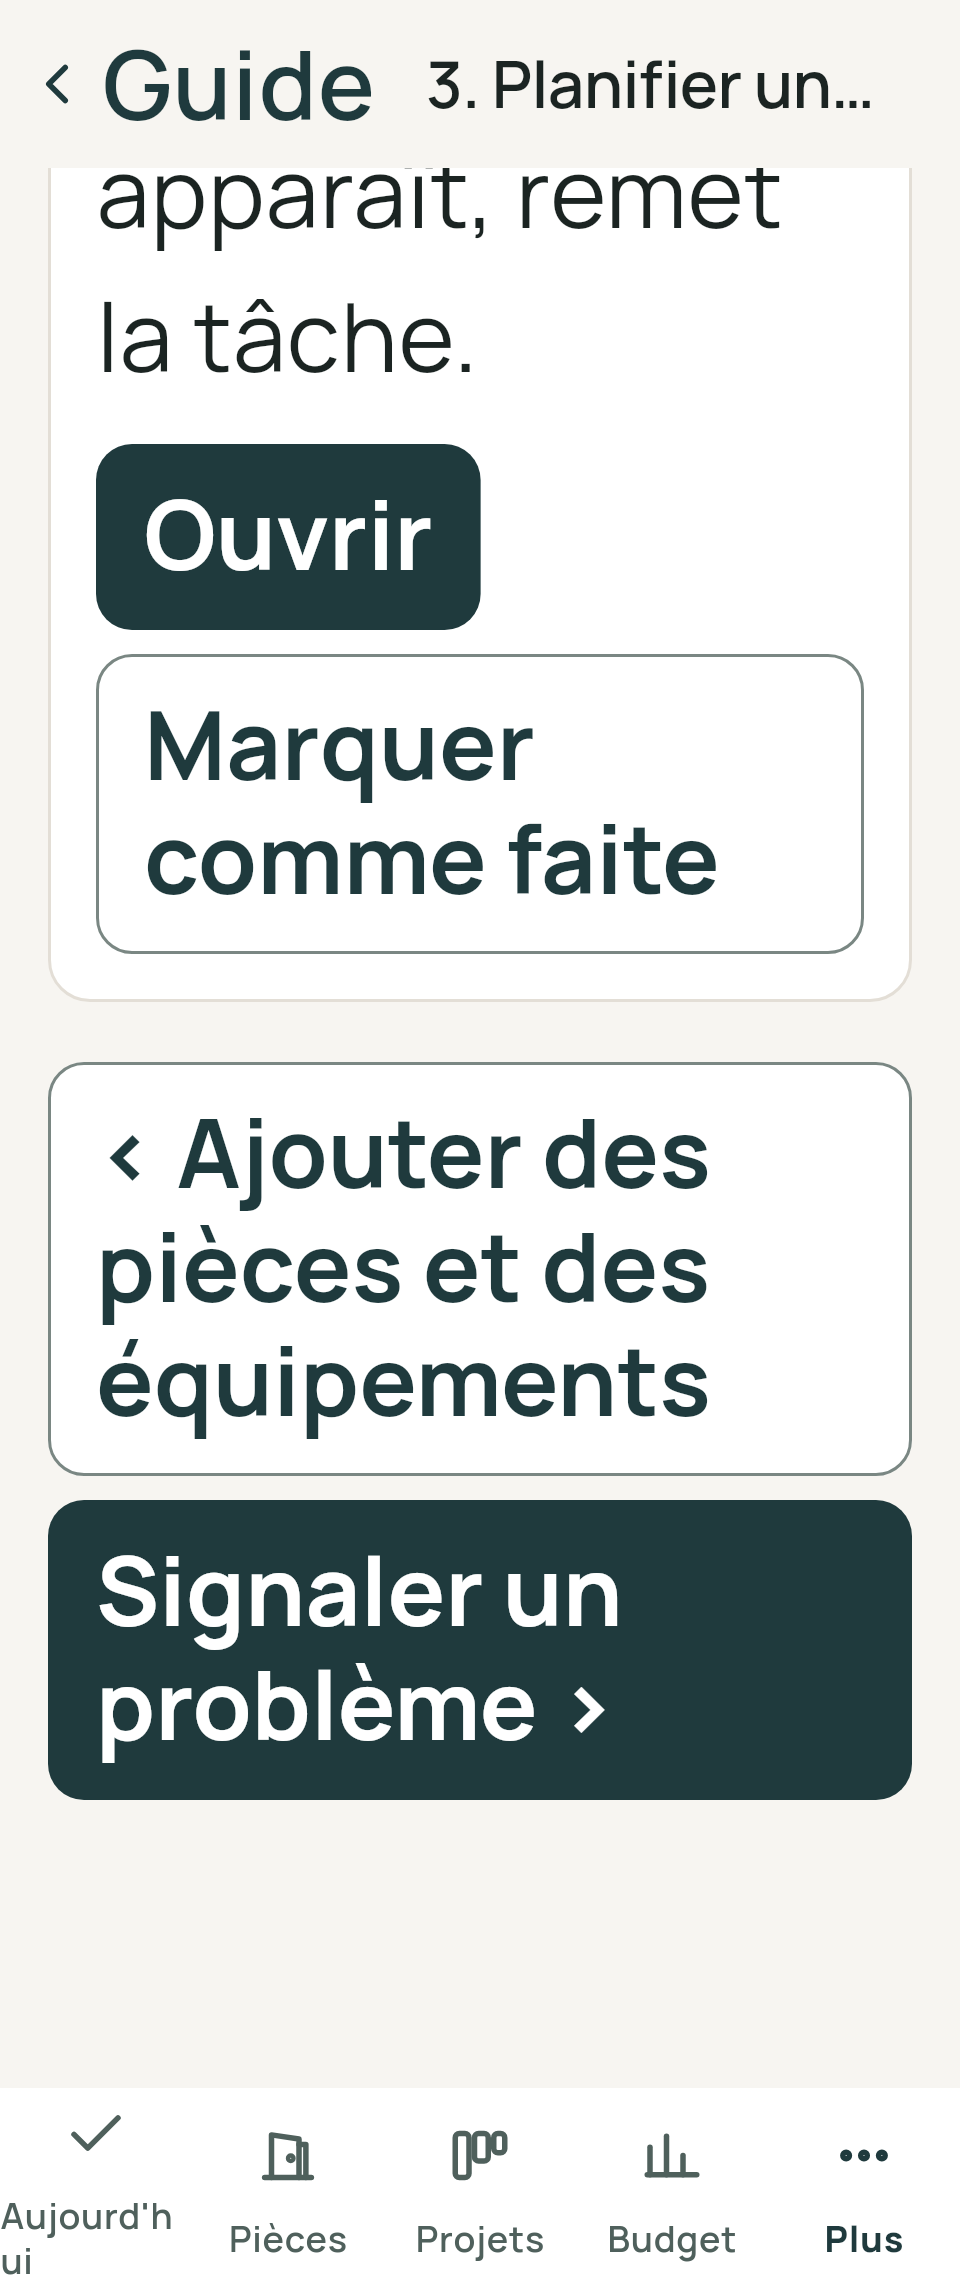 Guide
3. Planifier un...
apparaît, remet
la tâche.
Ouvrir
Marquer
comme faite
‹ Ajouter des
pièces et des
équipements
Signaler un
problème ›
Aujourd'h
ui
Pièces
Projets
Budget
Plus